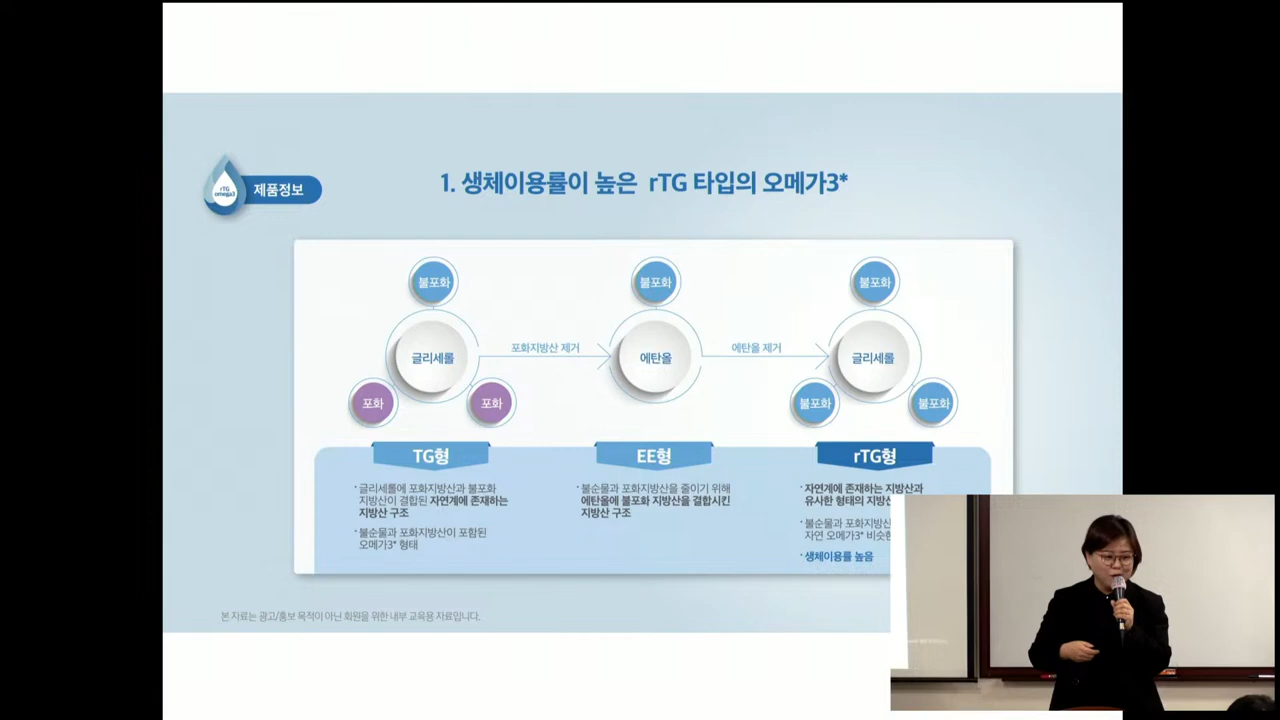 rTG
omega3
제품정보
1. 생체이용률이 높은 rTG 타입의 오메가3*
불포화
불포화
불포화
글리세롤
포화지방산 제거
에탄올
에탄올 제거
글리세롤
포화
포화
불포화
불포화
TG형
EE형
rTG형
· 글리세롤에 포화지방산과 불포화
지방산이 결합된 자연계에 존재하는
지방산 구조
· 불순물과 포화지방산이 포함된
오메가3* 형태
· 불순물과 포화지방산을 줄이기 위해
에탄올에 불포화 지방산을 결합시킨
지방산 구조
· 자연계에 존재하는 지방산과
유사한 형태의 지방산
· 불순물과 포화지방산
자연 오메가3* 비슷한
· 생체이용률 높음
본 자료는 광고/홍보 목적이 아닌 회원을 위한 내부 교육용 자료입니다.